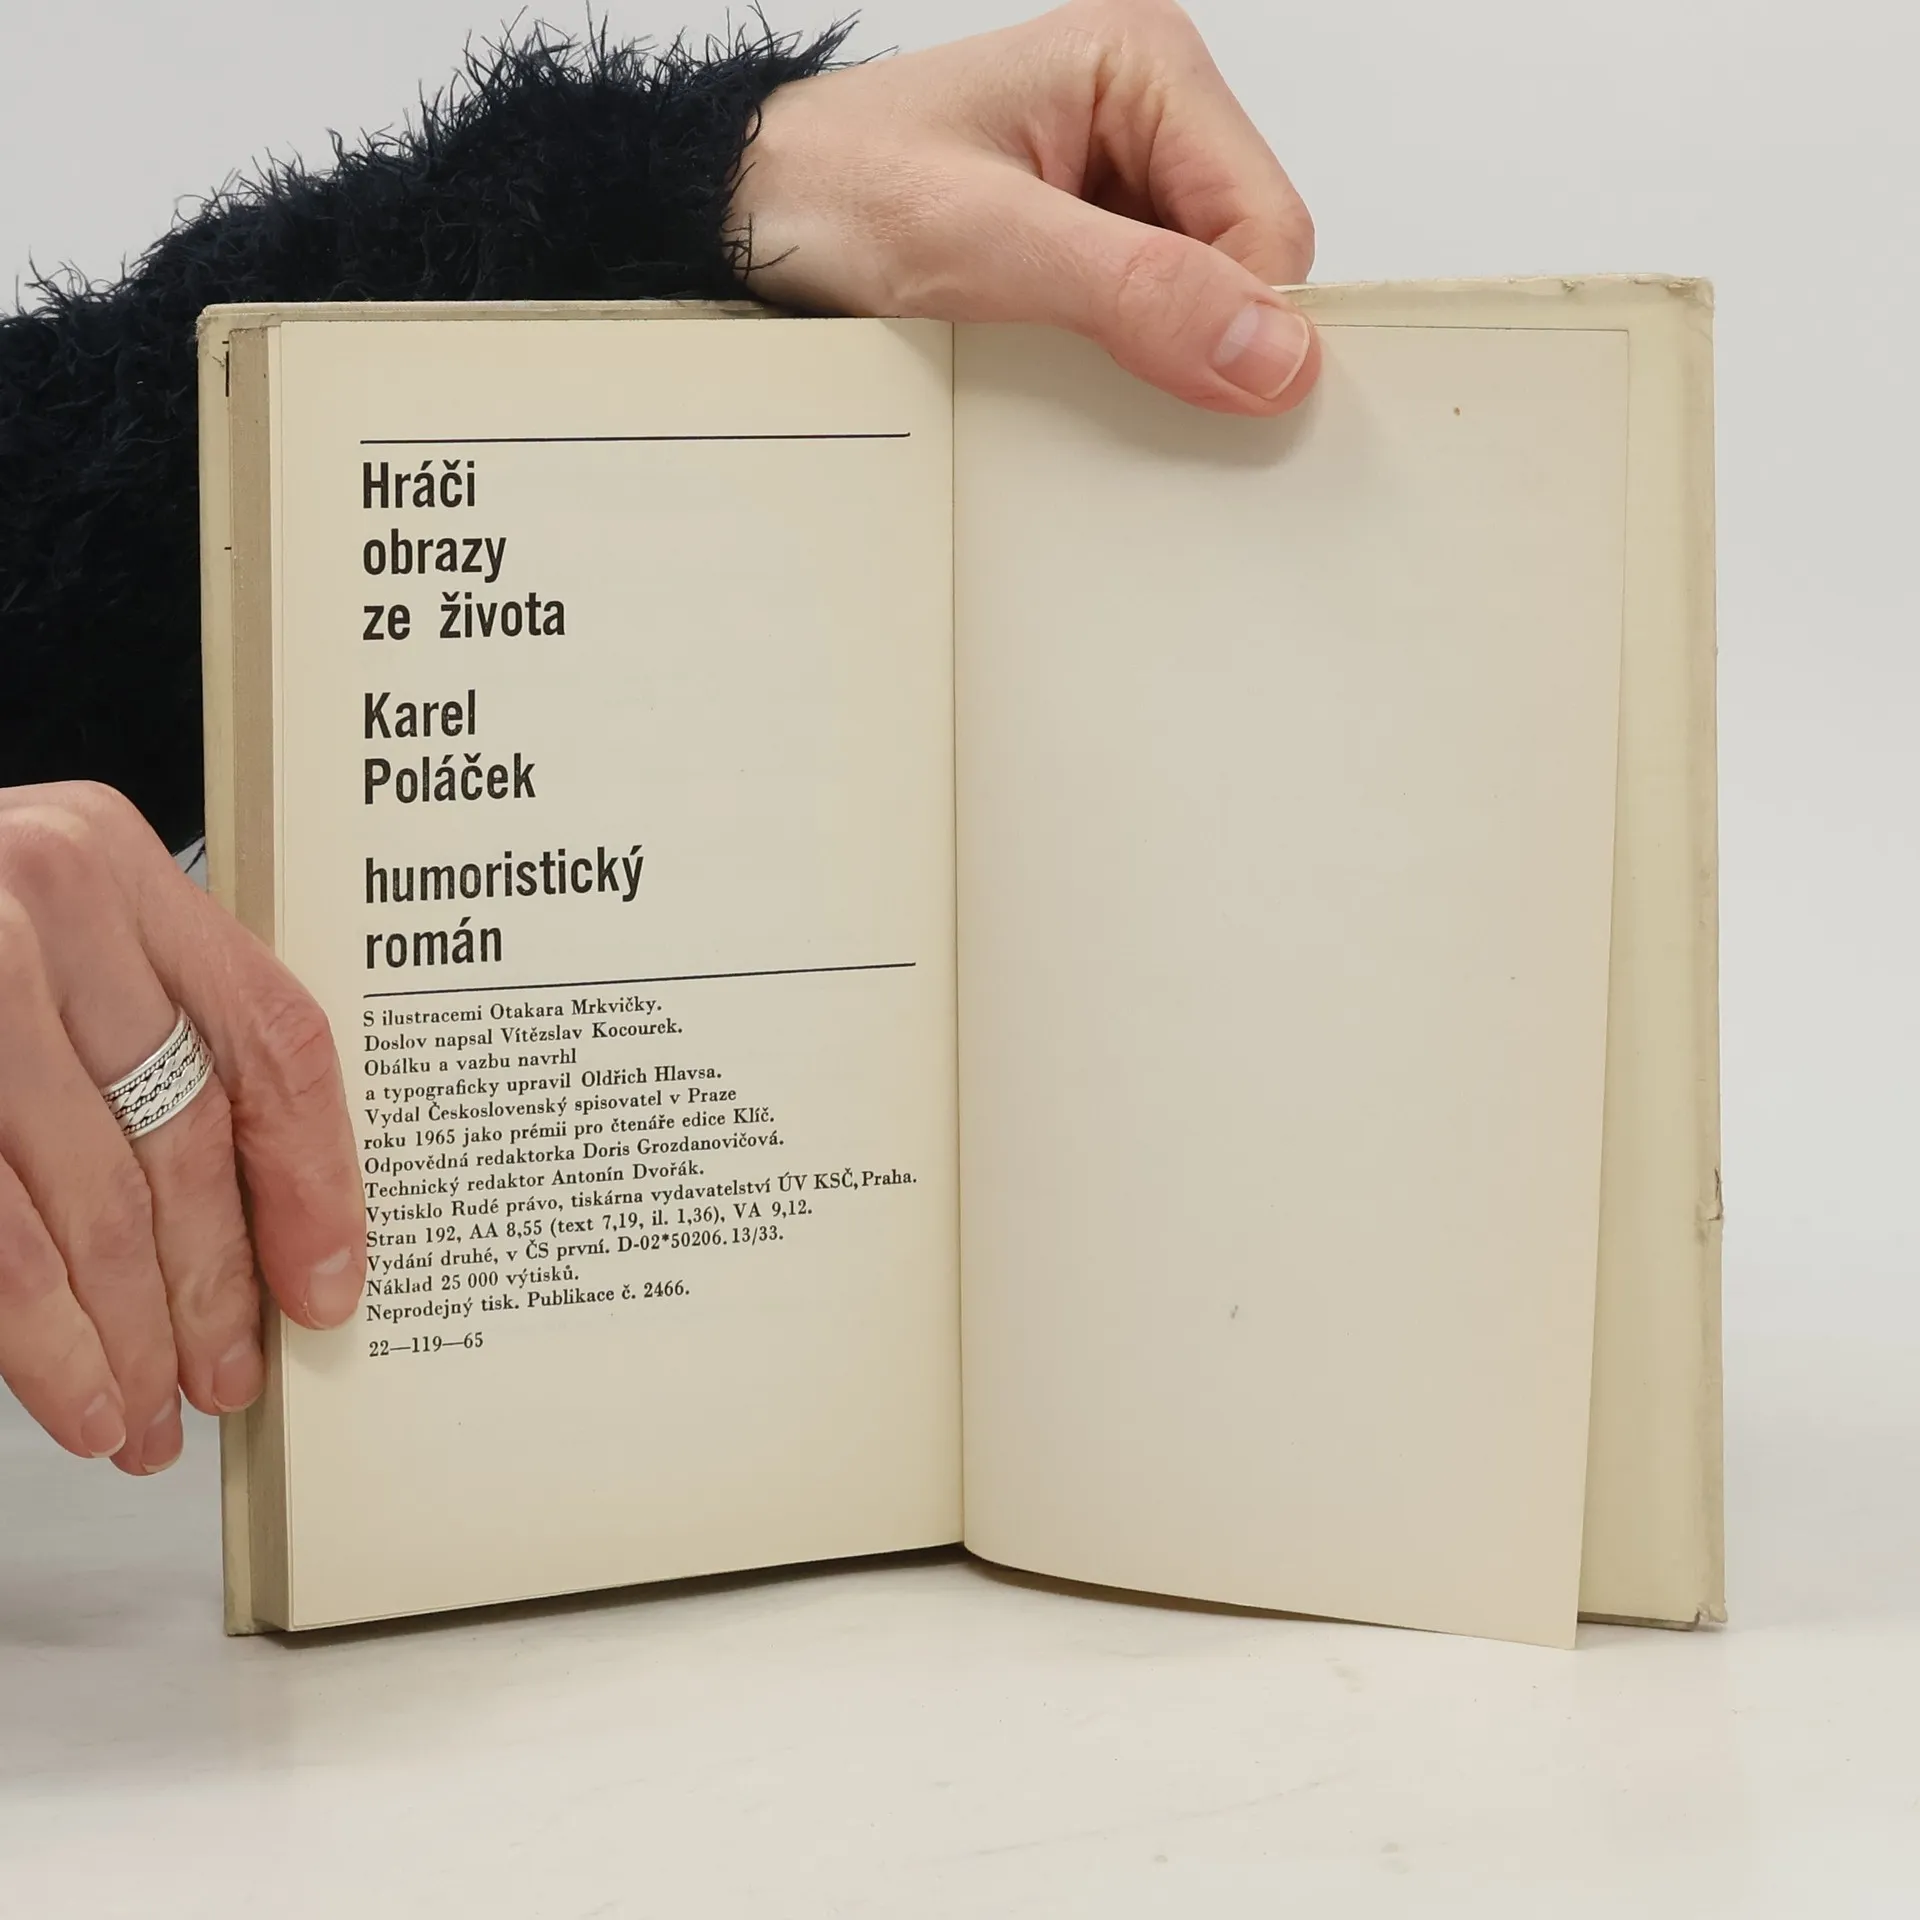 Hráči
obrazy
ze života
Karel
Poláček
humoristický
román
S ilustracemi Otakara Mrkvičky.
Doslov napsal Vítězslav Kocourek.
Obálku a vazbu navrhl
a typograficky upravil Oldřich Hlavsa.
Vydal Československý spisovatel v Praze
roku 1965 jako prémii pro čtenáře edice Klíč.
Odpovědná redaktorka Doris Grozdanovičová.
Technický redaktor Antonín Dvořák.
Vytisklo Rudé právo, tiskárna vydavatelství ÚV KSČ, Praha.
Stran 192, AA 8,55 (text 7,19, il. 1,36), VA 9,12.
Vydání druhé, v ČS první. D-02*50206. 13/33.
Náklad 25 000 výtisků.
Neprodejný tisk. Publikace č. 2466.
22—119—65